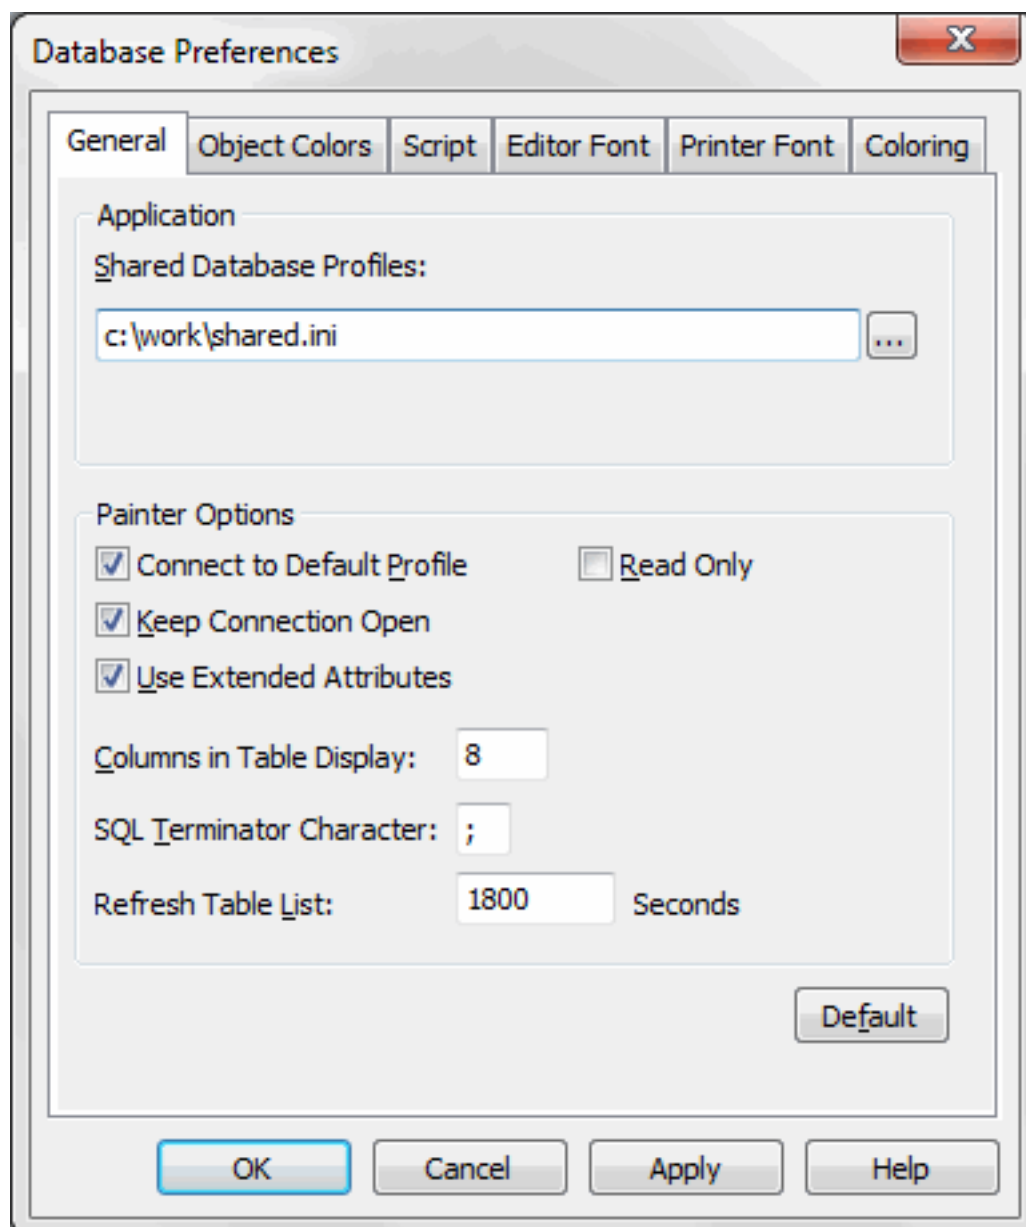 Database Preferences
General Object Colors Script Editor Font Printer Font Coloring
Application
Shared Database Profiles:
c:\work\shared.ini ...
Painter Options
Connect to Default Profile Read Only
Keep Connection Open
Use Extended Attributes
Columns in Table Display: 8
SQL Terminator Character: ;
Refresh Table List: 1800 Seconds
Default
OK Cancel Apply Help